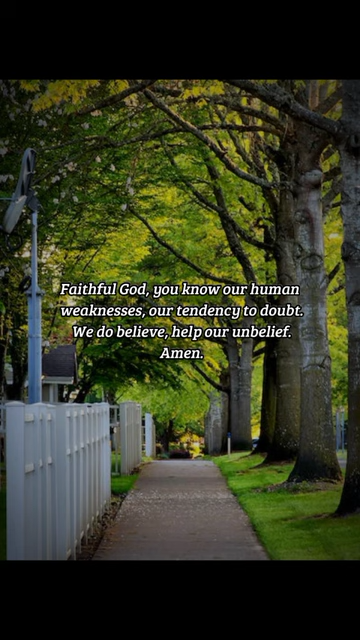 Faithful God, you know our human
weaknesses, our tendency to doubt.
We do believe, help our unbelief.
Amen.